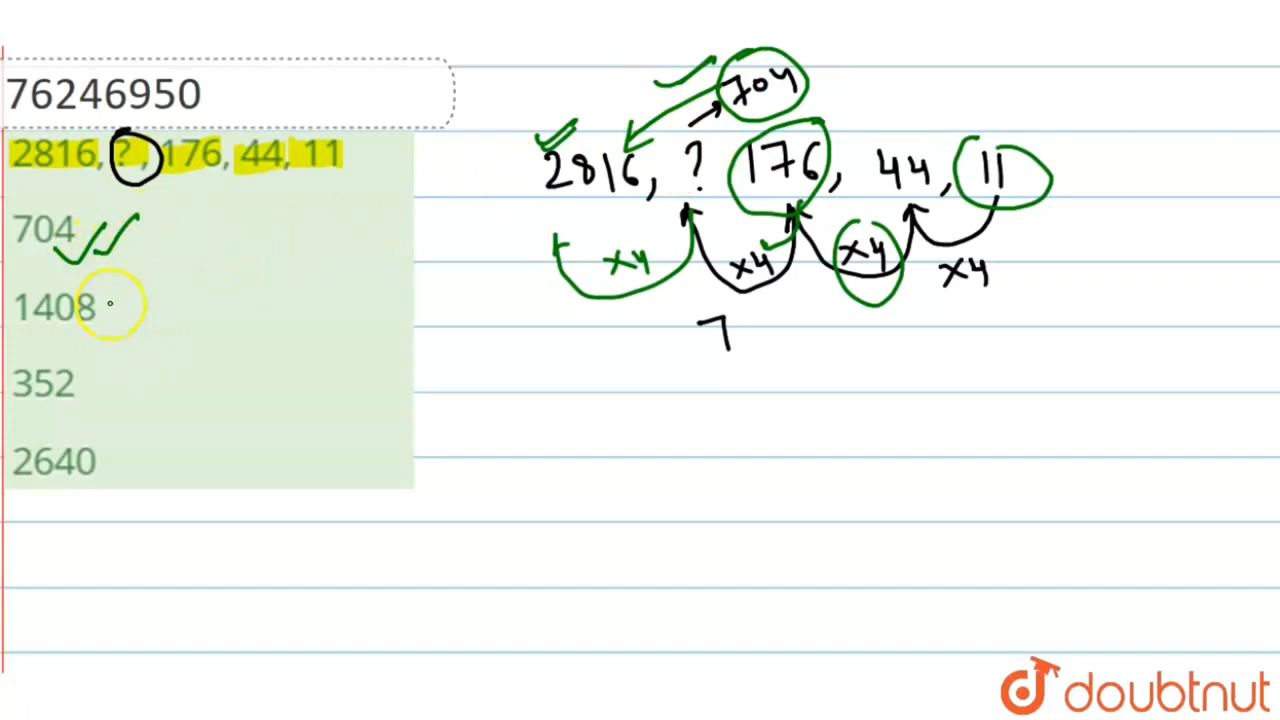 76246950
2816, ?, 176, 44, 11
704
1408
352
2640
704
2816, ? 176, 44, 11
x4 x4 x4 x4
7
doubtnut